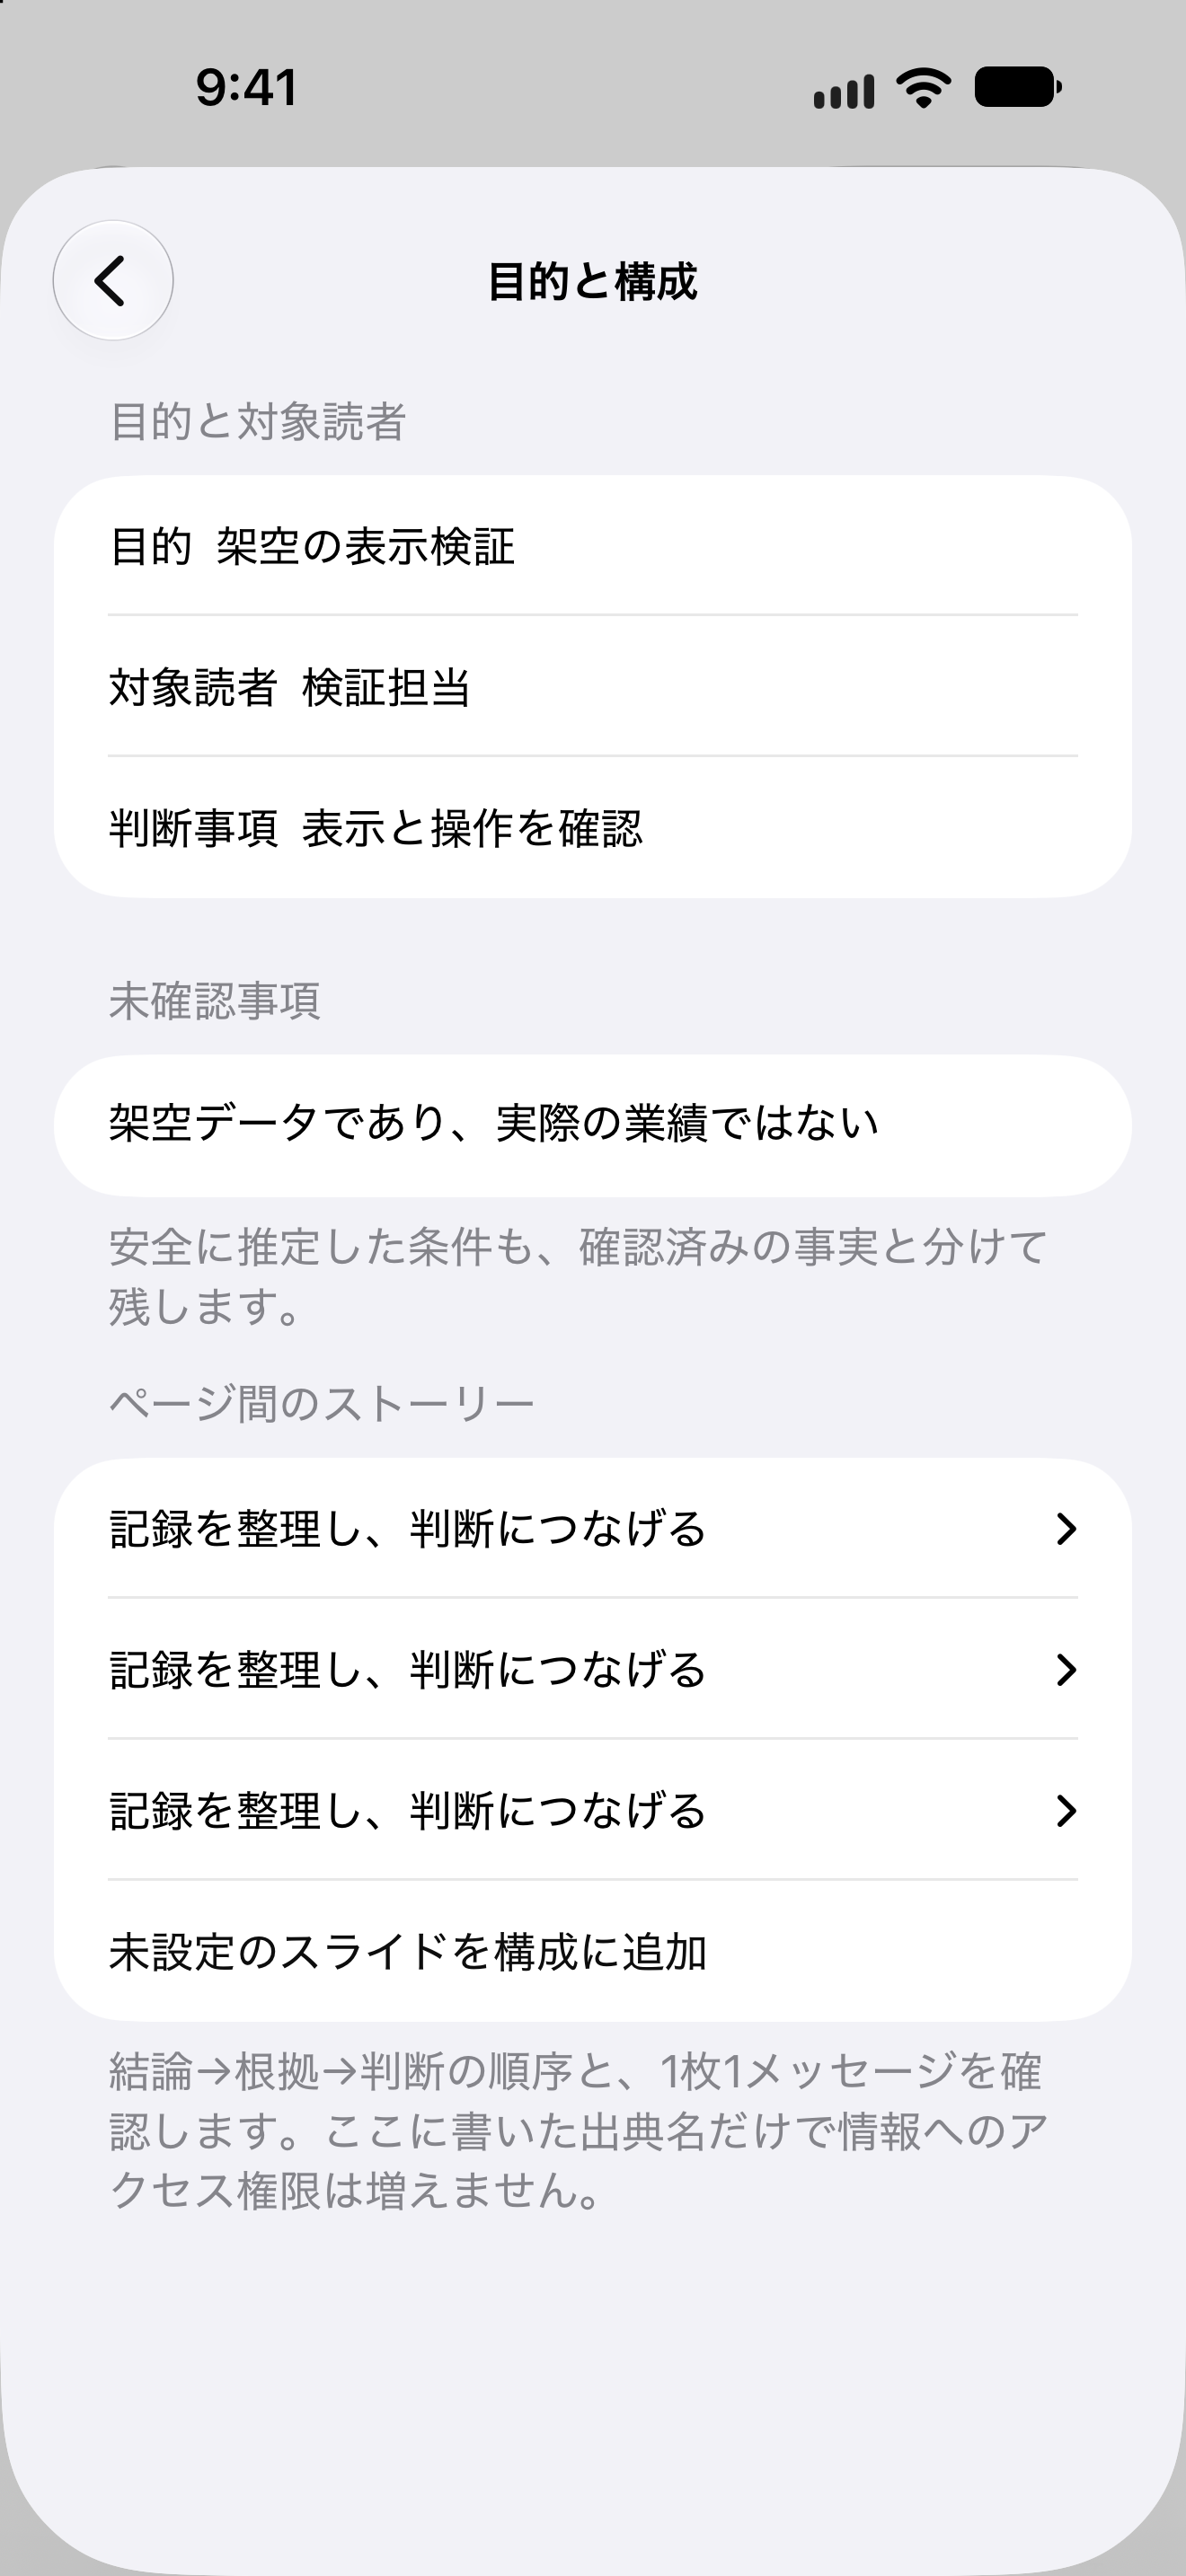 9:41
目的と構成
目的と対象読者
目的 架空の表示検証
対象読者 検証担当
判断事項 表示と操作を確認
未確認事項
架空データであり、実際の業績ではない
安全に推定した条件も、確認済みの事実と分けて
残します。
ページ間のストーリー
記録を整理し、判断につなげる
記録を整理し、判断につなげる
記録を整理し、判断につなげる
未設定のスライドを構成に追加
結論→根拠→判断の順序と、1枚1メッセージを確
認します。ここに書いた出典名だけで情報へのア
クセス権限は増えません。